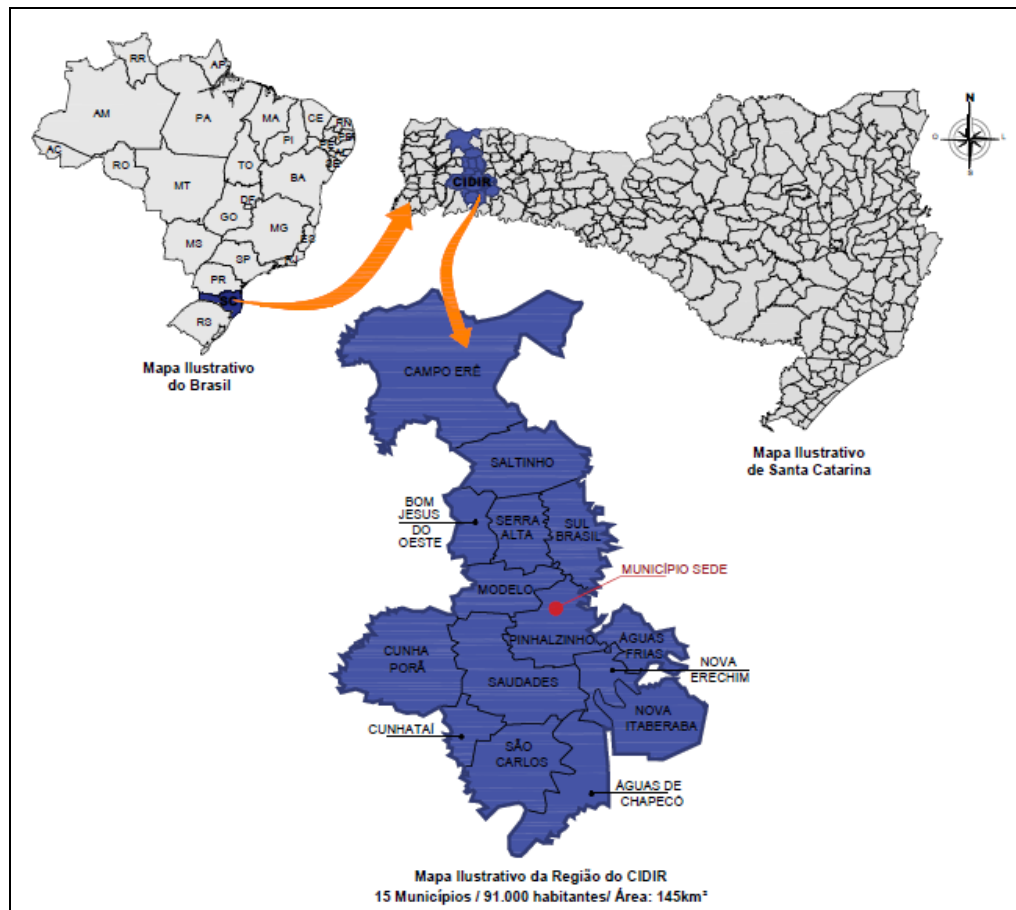 RR
AP
AM
PA
MA
CE
RN
PI
AC
RO
TO
MT
BA
DF
GO
MG
ES
MS
SP
RJ
PR
SC
RS
Mapa Ilustrativo
do Brasil
CIDIR
N
O
L
S
Mapa Ilustrativo
de Santa Catarina
CAMPO ERÊ
SALTINHO
BOM
JESUS
DO
OESTE
SERRA
ALTA
SUL
BRASIL
MUNICÍPIO SEDE
MODELO
PINHALZINHO
ÁGUAS
FRIAS
CUNHA
PORÃ
NOVA
ERECHIM
SAUDADES
NOVA
ITABERABA
CUNHATAÍ
SÃO
CARLOS
ÁGUAS DE
CHAPECÓ
Mapa Ilustrativo da Região do CIDIR
15 Municípios / 91.000 habitantes/ Área: 145km²